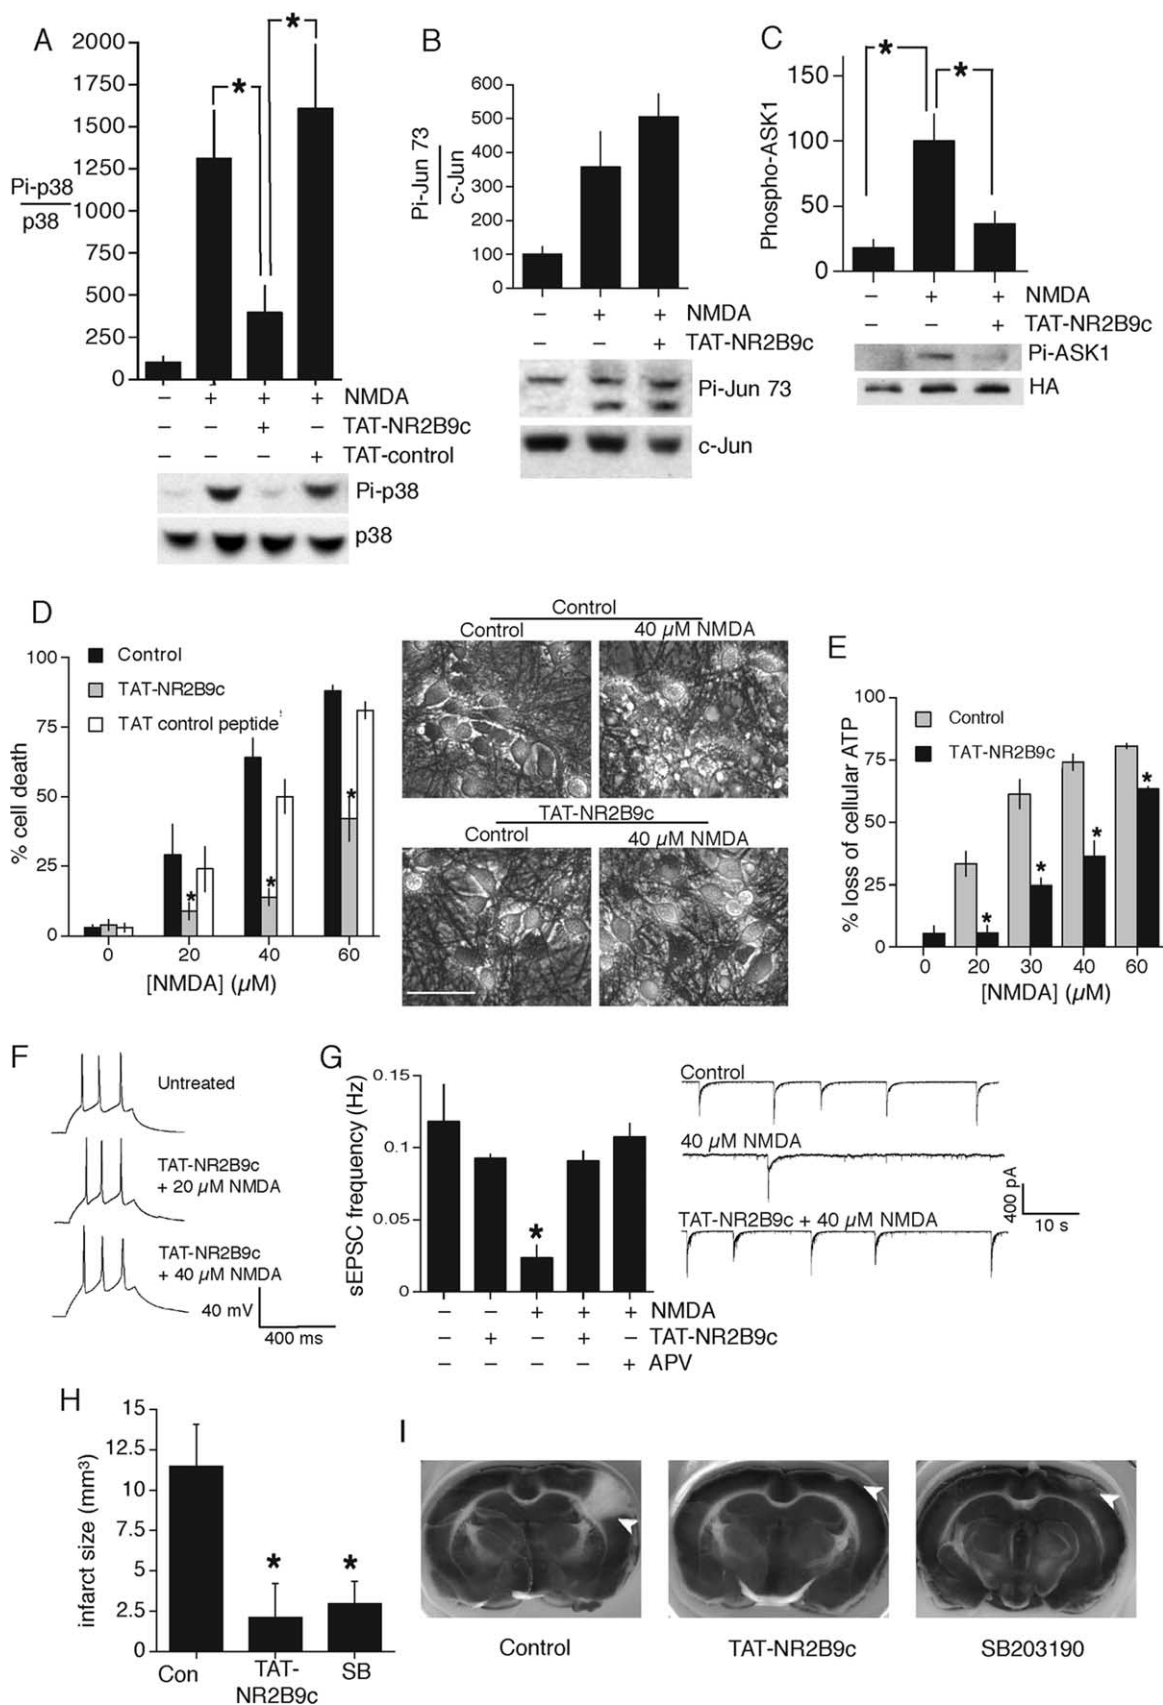 A
2000
1750
1500
1250
1000
750
500
250
0
Pi-p38
p38
*
*
– + + + NMDA
– – + – TAT-NR2B9c
– – – + TAT-control
Pi-p38
p38
B
600
500
400
300
200
100
0
Pi-Jun 73
c-Jun
– + + NMDA
– – + TAT-NR2B9c
Pi-Jun 73
c-Jun
C
150
100
50
0
Phospho-ASK1
*
*
– + + NMDA
– – + TAT-NR2B9c
Pi-ASK1
HA
D
100
75
50
25
0
% cell death
Control
TAT-NR2B9c
TAT control peptide
* * *
0 20 40 60
[NMDA] (µM)
Control
Control 40 µM NMDA
TAT-NR2B9c
Control 40 µM NMDA
E
100
75
50
25
0
% loss of cellular ATP
Control
TAT-NR2B9c
* * * *
0 20 30 40 60
[NMDA] (µM)
F
Untreated
TAT-NR2B9c
+ 20 µM NMDA
TAT-NR2B9c
+ 40 µM NMDA
40 mV
400 ms
G
0.15
0.1
0.05
0
sEPSC frequency (Hz)
*
– – + + + NMDA
– + – + – TAT-NR2B9c
– – – – + APV
Control
40 µM NMDA
TAT-NR2B9c + 40 µM NMDA
400 pA
10 s
H
15
12.5
10
7.5
5
2.5
0
infarct size (mm³)
* *
Con TAT-NR2B9c SB
I
Control TAT-NR2B9c SB203190